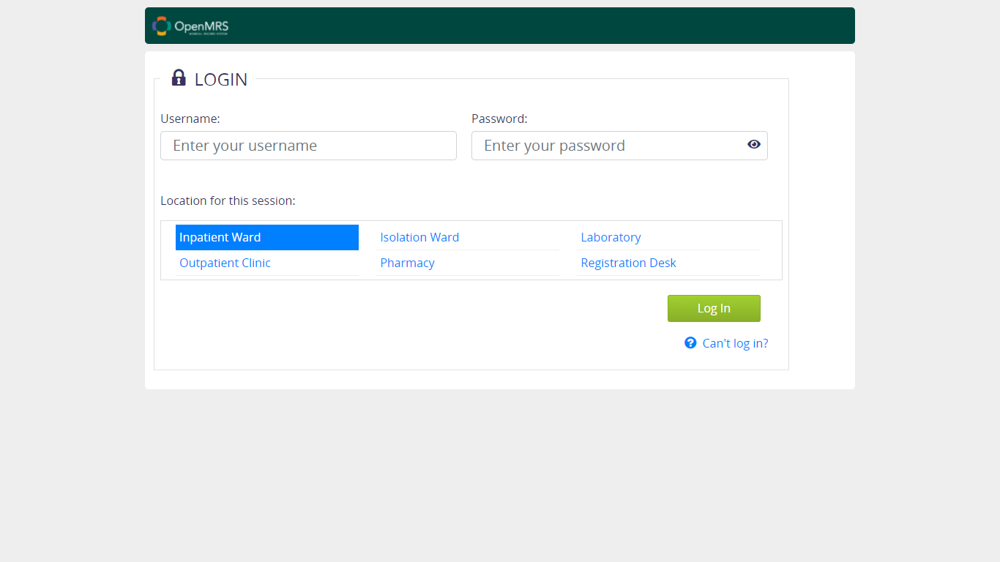 OpenMRS
LOGIN
Username:
Password:
Enter your username
Enter your password
Location for this session:
Inpatient Ward
Isolation Ward
Laboratory
Outpatient Clinic
Pharmacy
Registration Desk
Log In
Can't log in?